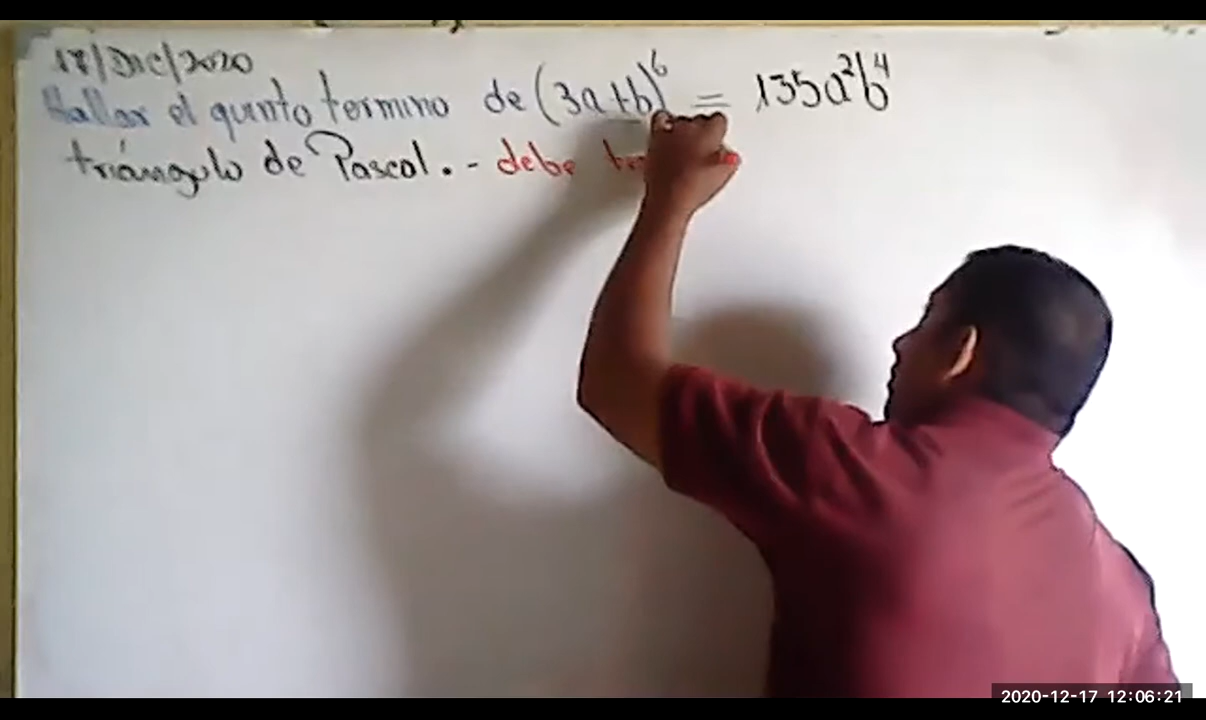 17/Dic/2020
Hallar el quinto termino de (3a+b)⁶ = 135a²b⁴
triángulo de Pascal. - debe
2020-12-17 12:06:21